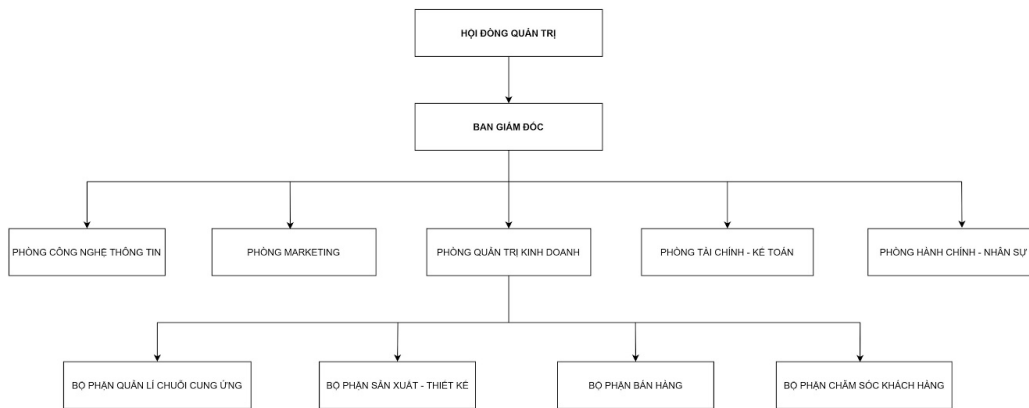 HỘI ĐỒNG QUẢN TRỊ
BAN GIÁM ĐỐC
PHÒNG CÔNG NGHỆ THÔNG TIN
PHÒNG MARKETING
PHÒNG QUẢN TRỊ KINH DOANH
PHÒNG TÀI CHÍNH - KẾ TOÁN
PHÒNG HÀNH CHÍNH - NHÂN SỰ
BỘ PHẬN QUẢN LÍ CHUỖI CUNG ỨNG
BỘ PHẬN SẢN XUẤT - THIẾT KẾ
BỘ PHẬN BÁN HÀNG
BỘ PHẬN CHĂM SÓC KHÁCH HÀNG